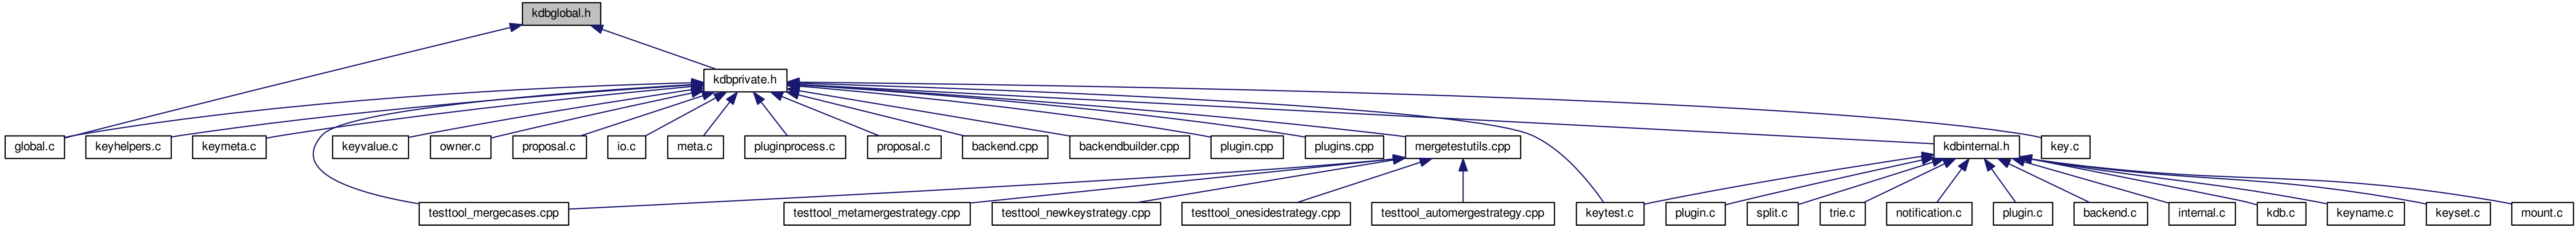 kdbglobal.h
kdbprivate.h
global.c
keyhelpers.c
keymeta.c
keyvalue.c
owner.c
proposal.c
io.c
meta.c
pluginprocess.c
proposal.c
backend.cpp
backendbuilder.cpp
plugin.cpp
plugins.cpp
mergetestutils.cpp
kdbinternal.h
key.c
testtool_mergecases.cpp
testtool_metamergestrategy.cpp
testtool_newkeystrategy.cpp
testtool_onesidestrategy.cpp
testtool_automergestrategy.cpp
keytest.c
plugin.c
split.c
trie.c
notification.c
plugin.c
backend.c
internal.c
kdb.c
keyname.c
keyset.c
mount.c